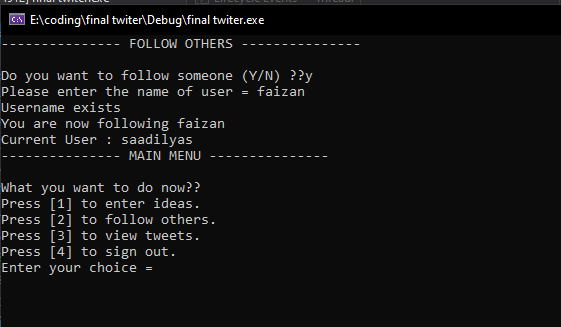 E:\coding\final twiter\Debug\final twiter.exe
--------------- FOLLOW OTHERS ---------------
Do you want to follow someone (Y/N) ??y
Please enter the name of user = faizan
Username exists
You are now following faizan
Current User : saadilyas
--------------- MAIN MENU ---------------
What you want to do now??
Press [1] to enter ideas.
Press [2] to follow others.
Press [3] to view tweets.
Press [4] to sign out.
Enter your choice =